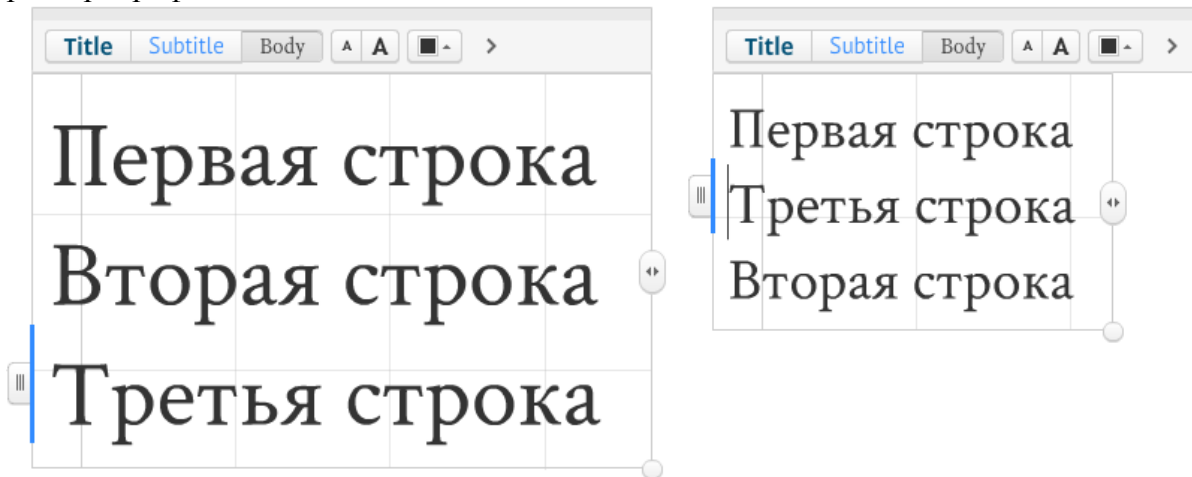 Title Subtitle Body A A
Первая строка
Вторая строка
Третья строка
Title Subtitle Body A A
Первая строка
Третья строка
Вторая строка